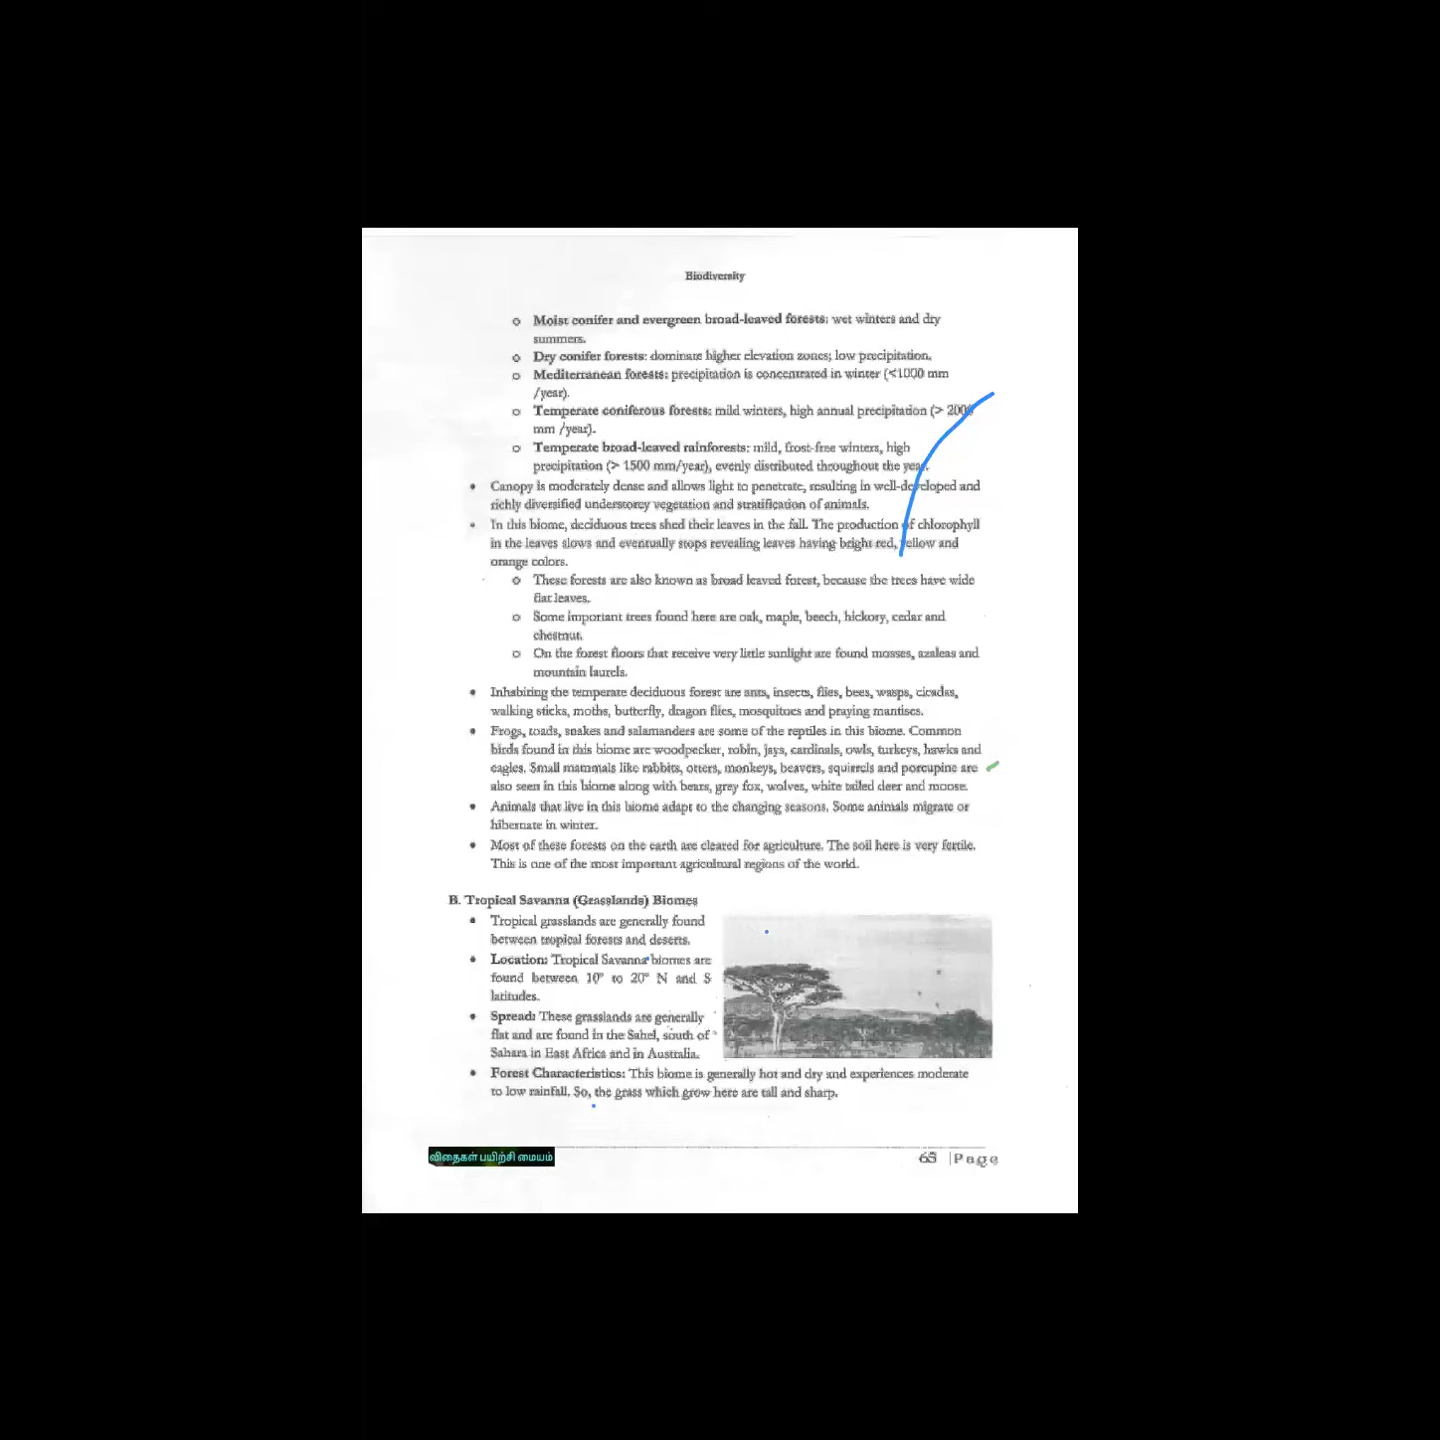 Biodiversity
o Moist conifer and evergreen broad-leaved forests: wet winters and dry
summers.
o Dry conifer forests: dominate higher elevation zones; low precipitation.
o Mediterranean forests: precipitation is concentrated in winter (<1000 mm
/year).
o Temperate coniferous forests: mild winters, high annual precipitation (> 2000
mm /year).
o Temperate broad-leaved rainforests: mild, frost-free winters, high
precipitation (> 1500 mm/year), evenly distributed throughout the year.
• Canopy is moderately dense and allows light to penetrate, resulting in well-developed and
richly diversified understorey vegetation and stratification of animals.
• In this biome, deciduous trees shed their leaves in the fall. The production of chlorophyll
in the leaves slows and eventually stops revealing leaves having bright red, yellow and
orange colors.
o These forests are also known as broad leaved forest, because the trees have wide
flat leaves.
o Some important trees found here are oak, maple, beech, hickory, cedar and
chestnut.
o On the forest floors that receive very little sunlight are found mosses, azaleas and
mountain laurels.
• Inhabiting the temperate deciduous forest are ants, insects, flies, bees, wasps, cicadas,
walking sticks, moths, butterfly, dragon flies, mosquitoes and praying mantises.
• Frogs, toads, snakes and salamanders are some of the reptiles in this biome. Common
birds found in this biome are woodpecker, robin, jays, cardinals, owls, turkeys, hawks and
eagles. Small mammals like rabbits, otters, monkeys, beavers, squirrels and porcupine are
also seen in this biome along with bears, grey fox, wolves, white tailed deer and moose.
• Animals that live in this biome adapt to the changing seasons. Some animals migrate or
hibernate in winter.
• Most of these forests on the earth are cleared for agriculture. The soil here is very fertile.
This is one of the most important agricultural regions of the world.
B. Tropical Savanna (Grasslands) Biomes
• Tropical grasslands are generally found
between tropical forests and deserts.
• Location: Tropical Savanna biomes are
found between 10° to 20° N and S
latitudes.
• Spread: These grasslands are generally
flat and are found in the Sahel, south of
Sahara in East Africa and in Australia.
• Forest Characteristics: This biome is generally hot and dry and experiences moderate
to low rainfall. So, the grass which grow here are tall and sharp.
விதைகள் பயிற்சி மையம்
65 | Page